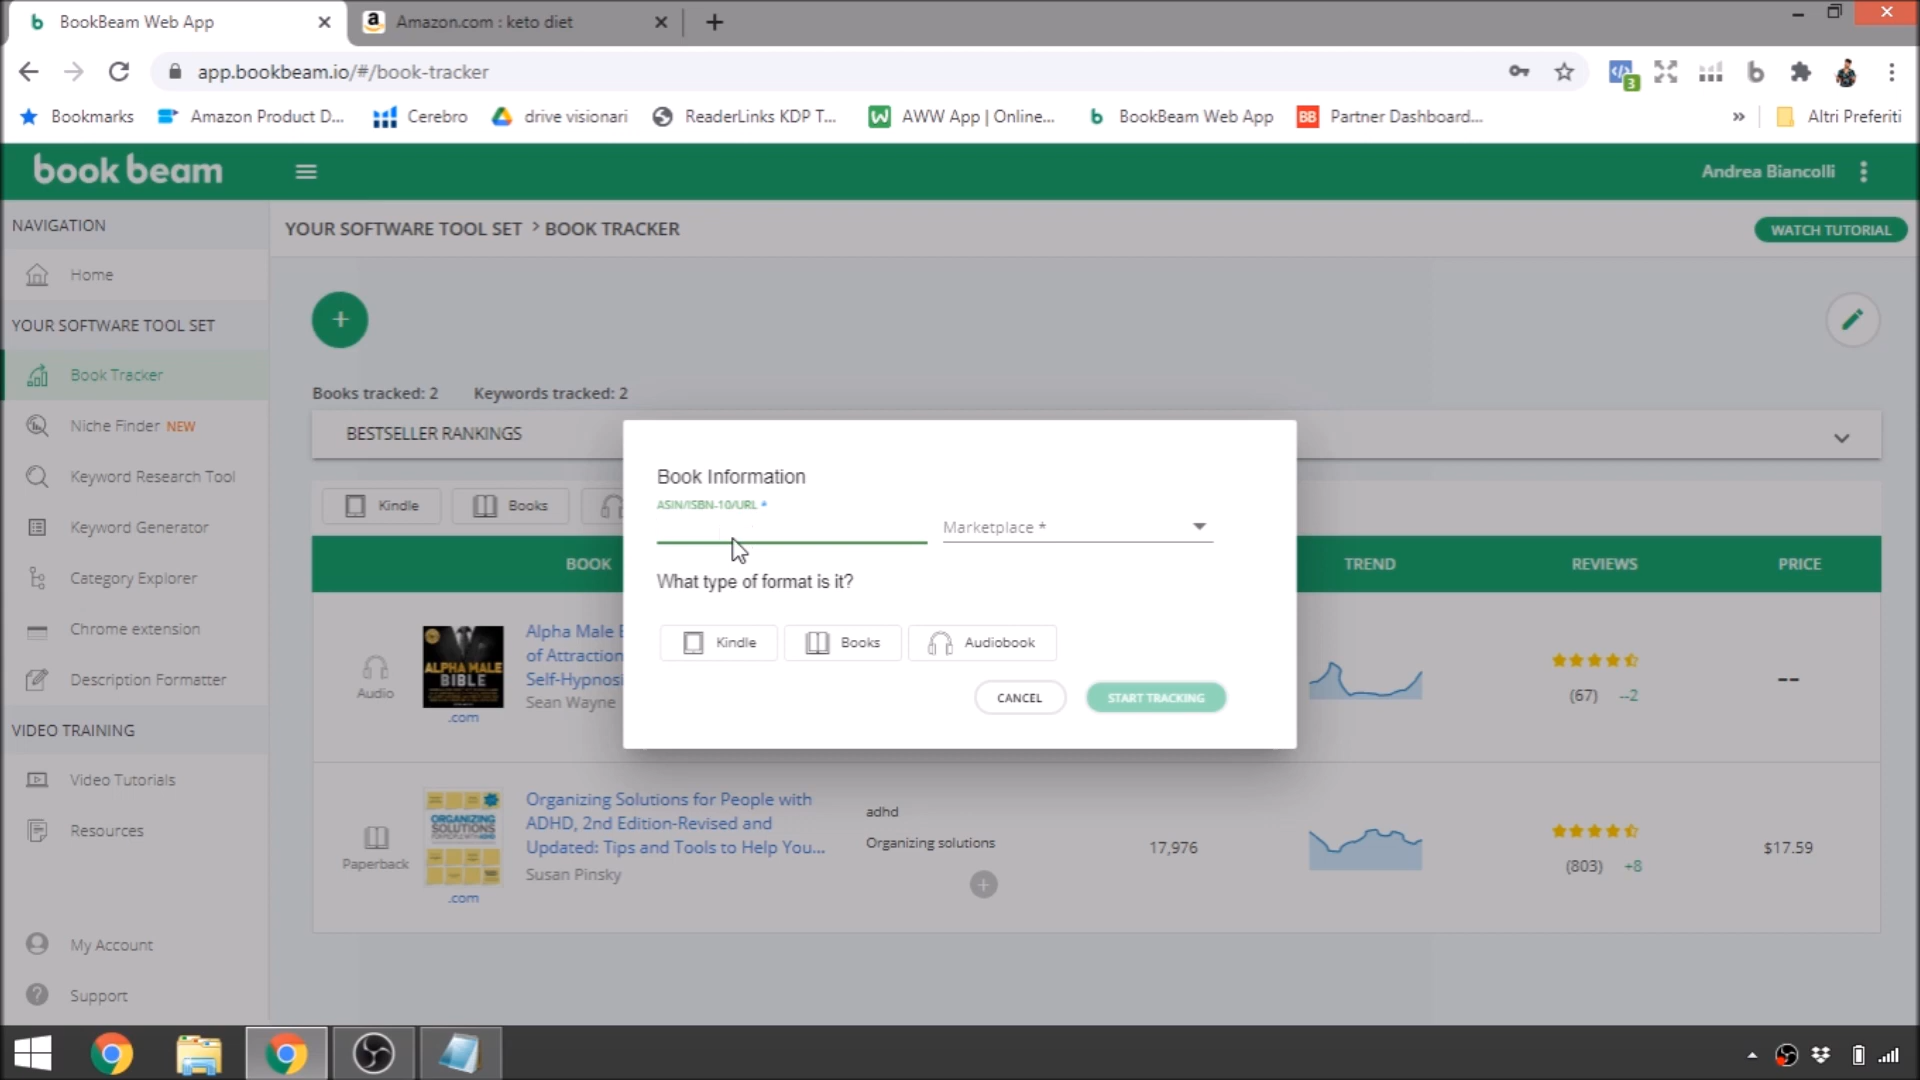 BookBeam Web App
Amazon.com : keto diet
app.bookbeam.io/#/book-tracker
3
Bookmarks
Amazon Product D...
Cerebro
drive visionari
ReaderLinks KDP T...
AWW App | Online...
BookBeam Web App
BB
Partner Dashboard...
»
Altri Preferiti
book beam
Andrea Biancolli
NAVIGATION
YOUR SOFTWARE TOOL SET > BOOK TRACKER
WATCH TUTORIAL
Home
YOUR SOFTWARE TOOL SET
Book Tracker
Niche Finder NEW
Keyword Research Tool
Keyword Generator
Category Explorer
Chrome extension
Description Formatter
VIDEO TRAINING
Video Tutorials
Resources
My Account
Support
Books tracked: 2
Keywords tracked: 2
BESTSELLER RANKINGS
Kindle
Books
BOOK
TREND
REVIEWS
PRICE
Book Information
ASIN/ISBN-10/URL *
Marketplace *
What type of format is it?
Kindle
Books
Audiobook
CANCEL
START TRACKING
Audio
ALPHA MALE
BIBLE
.com
Alpha Male
of Attraction
Self-Hypnosi
Sean Wayne
(67)
--2
--
Paperback
ORGANIZING
SOLUTIONS
.com
Organizing Solutions for People with
ADHD, 2nd Edition-Revised and
Updated: Tips and Tools to Help You...
Susan Pinsky
adhd
Organizing solutions
17,976
(803)
+8
$17.59